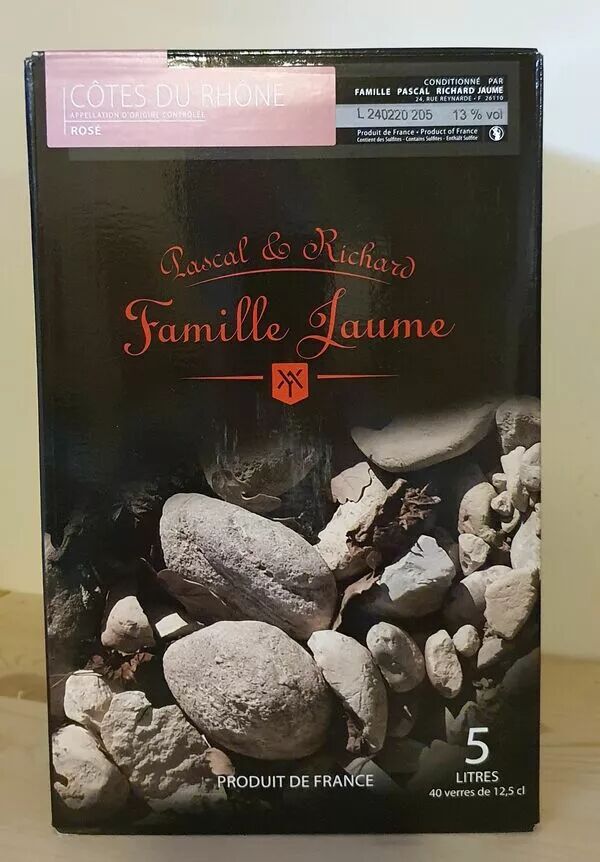 CÔTES DU RHÔNE
APPELLATION D'ORIGINE CONTRÔLÉE
ROSÉ
CONDITIONNÉ PAR
FAMILLE PASCAL RICHARD JAUME
24, RUE REYNARDE - F 26110
L 240220 205 13 % vol
Produit de France • Product of France
Contient des Sulfites - Contains Sulfites - Enthält Sulfite
Pascal & Richard
Famille Jaume
PRODUIT DE FRANCE
5
LITRES
40 verres de 12,5 cl